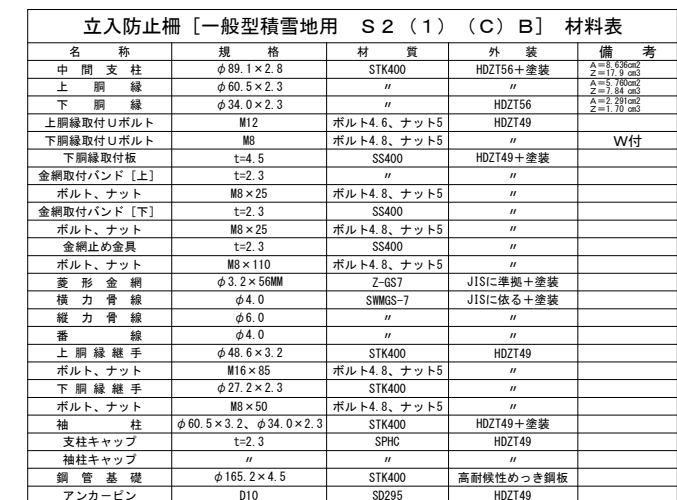 立入防止柵［一般型積雪地用　S2（1）（C）B］　材料表
名　称　規　格　材　質　外　装　備　考
中間支柱　φ89.1×2.8　STK400　HDZT56＋塗装　A=8.636cm2 Z=17.9 cm3
上胴縁　φ60.5×2.3　〃　〃　A=5.760cm2 Z=7.84 cm3
下胴縁　φ34.0×2.3　〃　HDZT56　A=2.291cm2 Z=1.70 cm3
上胴縁取付Uボルト　M12　ボルト4.6、ナット5　HDZT49
下胴縁取付Uボルト　M8　ボルト4.8、ナット5　〃　W付
下胴縁取付板　t=4.5　SS400　HDZT49＋塗装
金網取付バンド［上］　t=2.3　〃　〃
ボルト、ナット　M8×25　ボルト4.8、ナット5　〃
金網取付バンド［下］　t=2.3　SS400　〃
ボルト、ナット　M8×25　ボルト4.8、ナット5　〃
金網止め金具　t=2.3　SS400　〃
ボルト、ナット　M8×110　ボルト4.8、ナット5　〃
菱形金網　φ3.2×56MM　Z-GS7　JISに準拠＋塗装
横力骨線　φ4.0　SWMGS-7　JISに依る＋塗装
縦力骨線　φ6.0　〃　〃
番線　φ4.0　〃　〃
上胴縁継手　φ48.6×3.2　STK400　HDZT49
ボルト、ナット　M16×85　ボルト4.8、ナット5　〃
下胴縁継手　φ27.2×2.3　STK400　〃
ボルト、ナット　M8×50　ボルト4.8、ナット5　〃
袖柱　φ60.5×3.2、φ34.0×2.3　STK400　HDZT49＋塗装
支柱キャップ　t=2.3　SPHC　HDZT49
袖柱キャップ　〃　〃　〃
鋼管基礎　φ165.2×4.5　STK400　高耐候性めっき鋼板
アンカーピン　D10　SD295　HDZT49